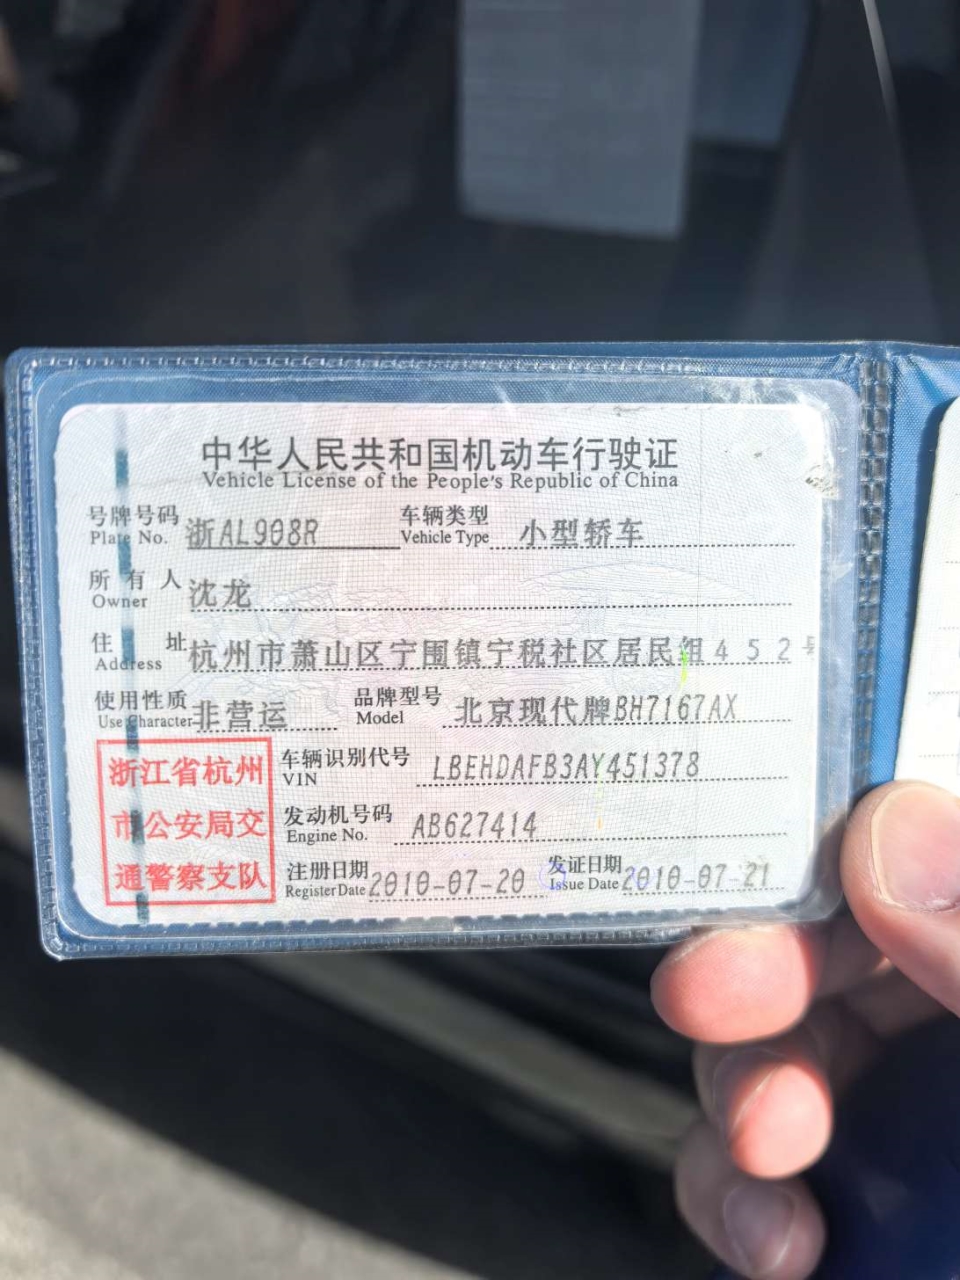 中华人民共和国机动车行驶证
Vehicle License of the People's Republic of China
号牌号码 浙AL908R 车辆类型 小型轿车
Plate No. Vehicle Type
所有人 沈龙
Owner
住址 杭州市萧山区宁围镇宁税社区居民组452号
Address
使用性质 非营运 品牌型号 北京现代牌BH7167AX
Use Character Model
浙江省杭州 车辆识别代号 LBEHDAFB3AY451378
VIN
市公安局交 发动机号码 AB627414
Engine No.
通警察支队 注册日期 2010-07-20 发证日期 2010-07-21
Register Date Issue Date